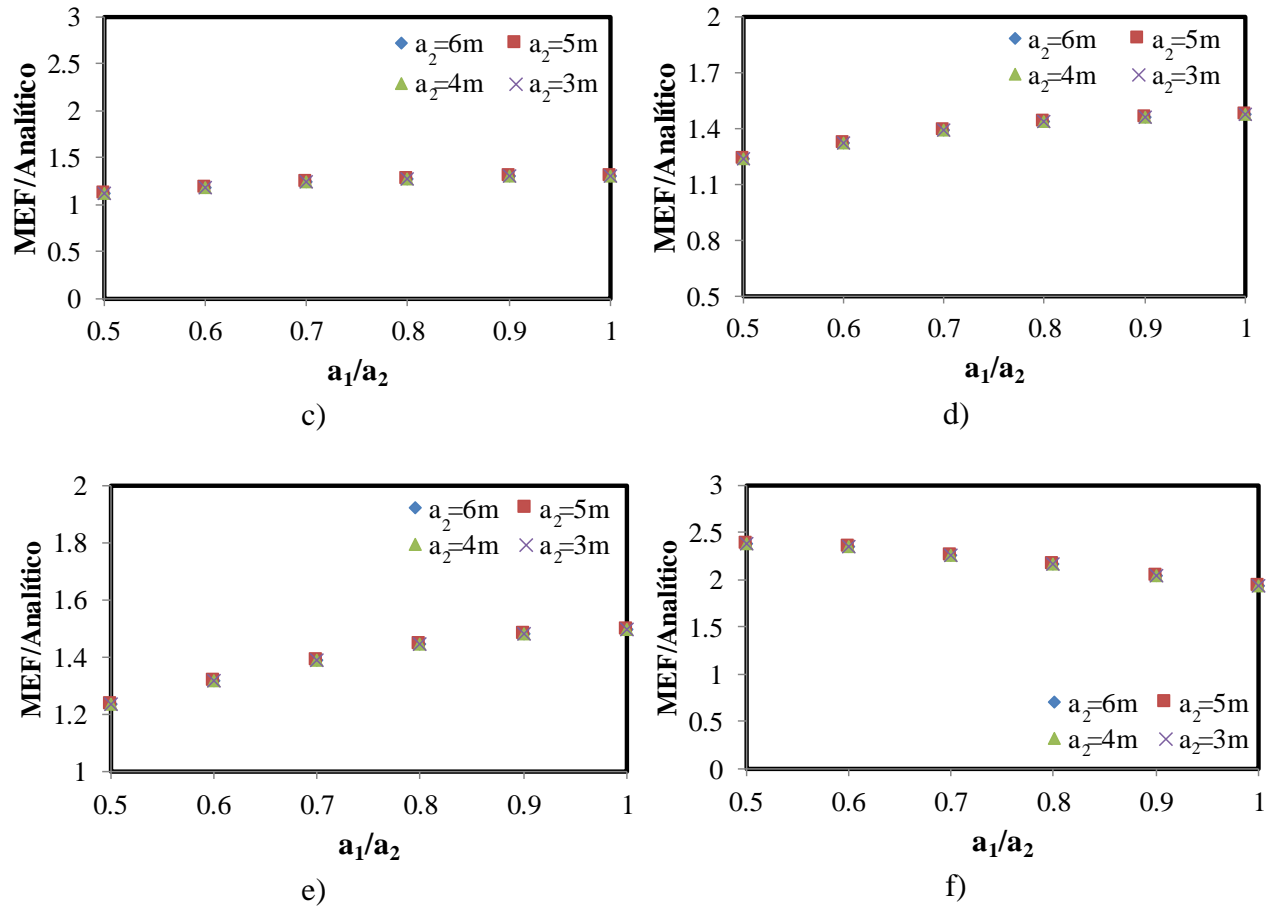 3
2.5
2
1.5
1
0.5
0
MEF/Analítico
a2=6m a2=5m
a2=4m a2=3m
0.5 0.6 0.7 0.8 0.9 1
a1/a2
c)
2
1.7
1.4
1.1
0.8
0.5
MEF/Analítico
a2=6m a2=5m
a2=4m a2=3m
0.5 0.6 0.7 0.8 0.9 1
a1/a2
d)
2
1.8
1.6
1.4
1.2
1
MEF/Analítico
a2=6m a2=5m
a2=4m a2=3m
0.5 0.6 0.7 0.8 0.9 1
a1/a2
e)
3
2.5
2
1.5
1
0.5
0
MEF/Analítico
a2=6m a2=5m
a2=4m a2=3m
0.5 0.6 0.7 0.8 0.9 1
a1/a2
f)